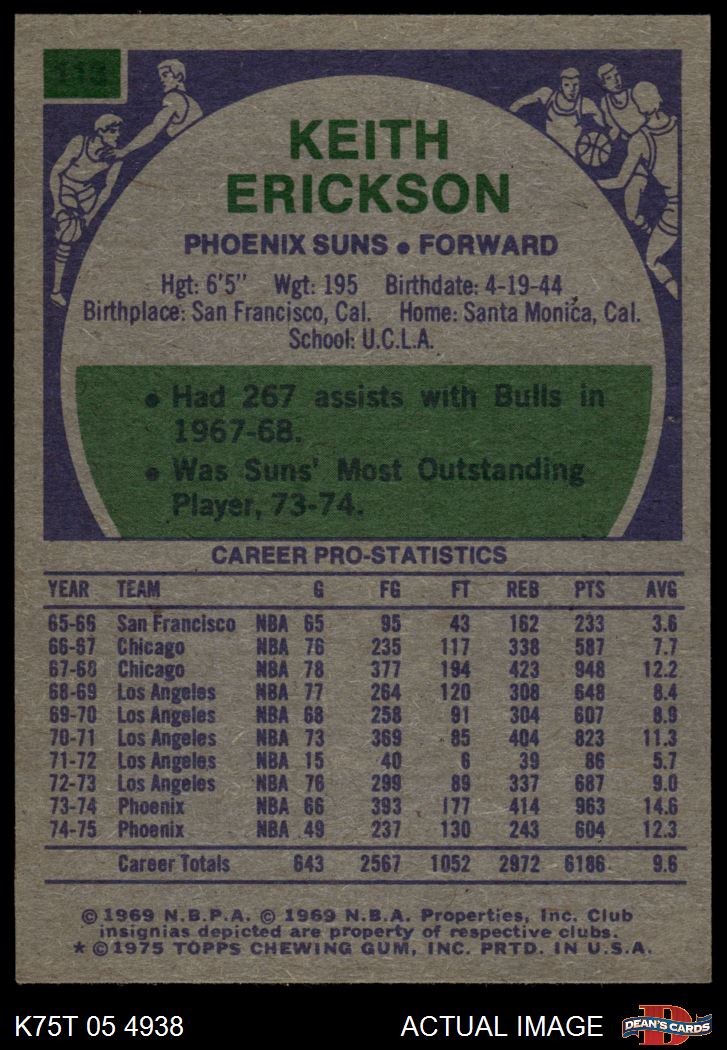 113
KEITH
ERICKSON
PHOENIX SUNS • FORWARD
Hgt: 6'5" Wgt: 195 Birthdate: 4-19-44
Birthplace: San Francisco, Cal. Home: Santa Monica, Cal.
School: U.C.L.A.
• Had 267 assists with Bulls in
1967-68.
• Was Suns' Most Outstanding
Player, 73-74.
CAREER PRO-STATISTICS
YEAR TEAM G FG FT REB PTS AVG
65-66 San Francisco NBA 65 95 43 162 233 3.6
66-67 Chicago NBA 76 235 117 338 587 7.7
67-68 Chicago NBA 78 377 194 423 948 12.2
68-69 Los Angeles NBA 77 264 120 308 648 8.4
69-70 Los Angeles NBA 68 258 91 304 607 8.9
70-71 Los Angeles NBA 73 369 85 404 823 11.3
71-72 Los Angeles NBA 15 40 6 39 86 5.7
72-73 Los Angeles NBA 76 299 89 337 687 9.0
73-74 Phoenix NBA 66 393 177 414 963 14.6
74-75 Phoenix NBA 49 237 130 243 604 12.3
Career Totals 643 2567 1052 2972 6186 9.6
© 1969 N.B.P.A. © 1969 N.B.A. Properties, Inc. Club
insignias depicted are property of respective clubs.
* © 1975 TOPPS CHEWING GUM, INC. PRTD. IN U.S.A.
K75T 05 4938 ACTUAL IMAGE
D
DEAN'S CARDS